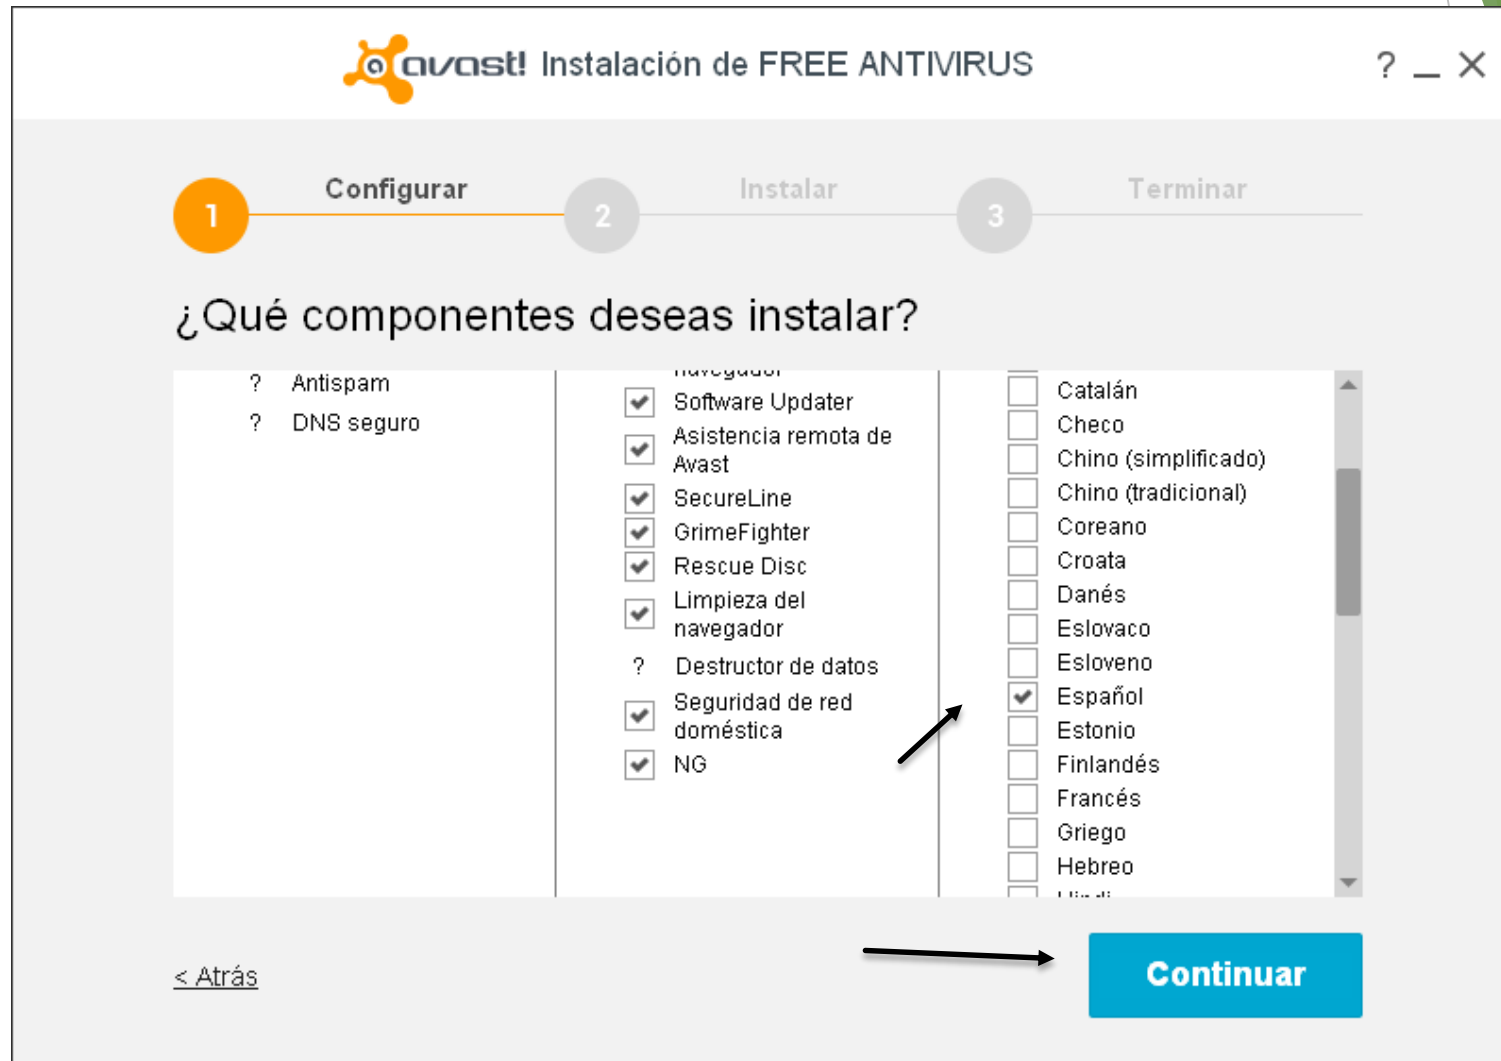 avast! Instalación de FREE ANTIVIRUS
? _ ×
1 Configurar
2 Instalar
3 Terminar
¿Qué componentes deseas instalar?
? Antispam
? DNS seguro
navegador
Software Updater
Asistencia remota de
Avast
SecureLine
GrimeFighter
Rescue Disc
Limpieza del
navegador
? Destructor de datos
Seguridad de red
doméstica
NG
Catalán
Checo
Chino (simplificado)
Chino (tradicional)
Coreano
Croata
Danés
Eslovaco
Esloveno
Español
Estonio
Finlandés
Francés
Griego
Hebreo
Hindi
< Atrás
Continuar